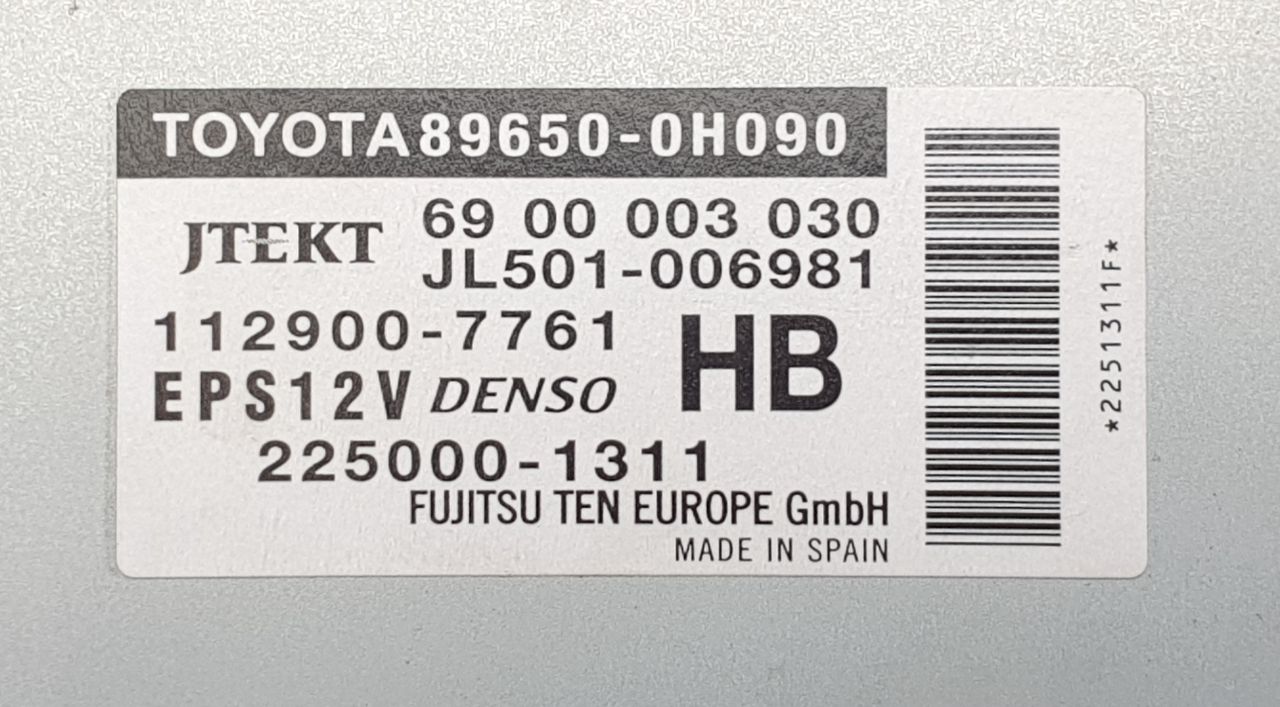 TOYOTA 89650-0H090
JTEKT 69 00 003 030
JL501-006981
112900-7761 HB
EPS12V DENSO
225000-1311
FUJITSU TEN EUROPE GmbH
MADE IN SPAIN
*2251311F*